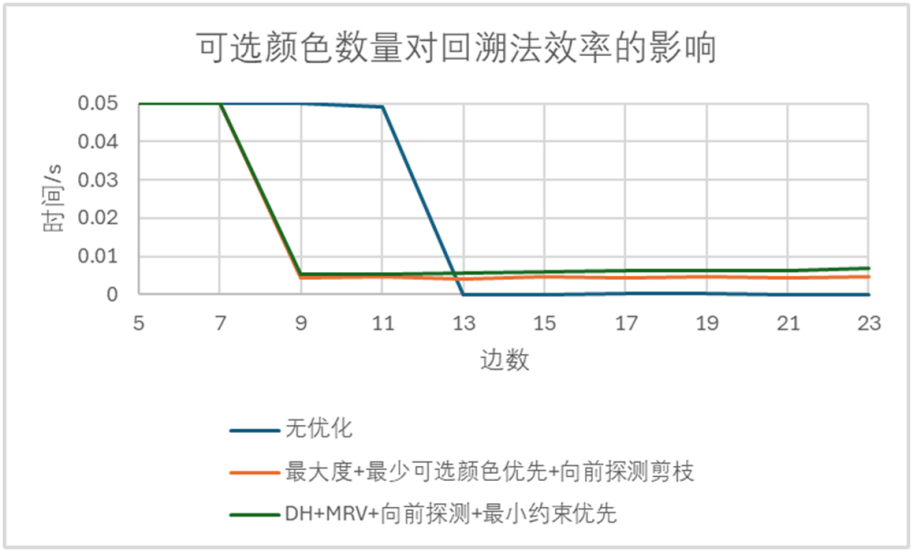 可选颜色数量对回溯法效率的影响
0.05
0.04
0.03
0.02
0.01
0
时间/s
5 7 9 11 13 15 17 19 21 23
边数
无优化
最大度+最少可选颜色优先+向前探测剪枝
DH+MRV+向前探测+最小约束优先